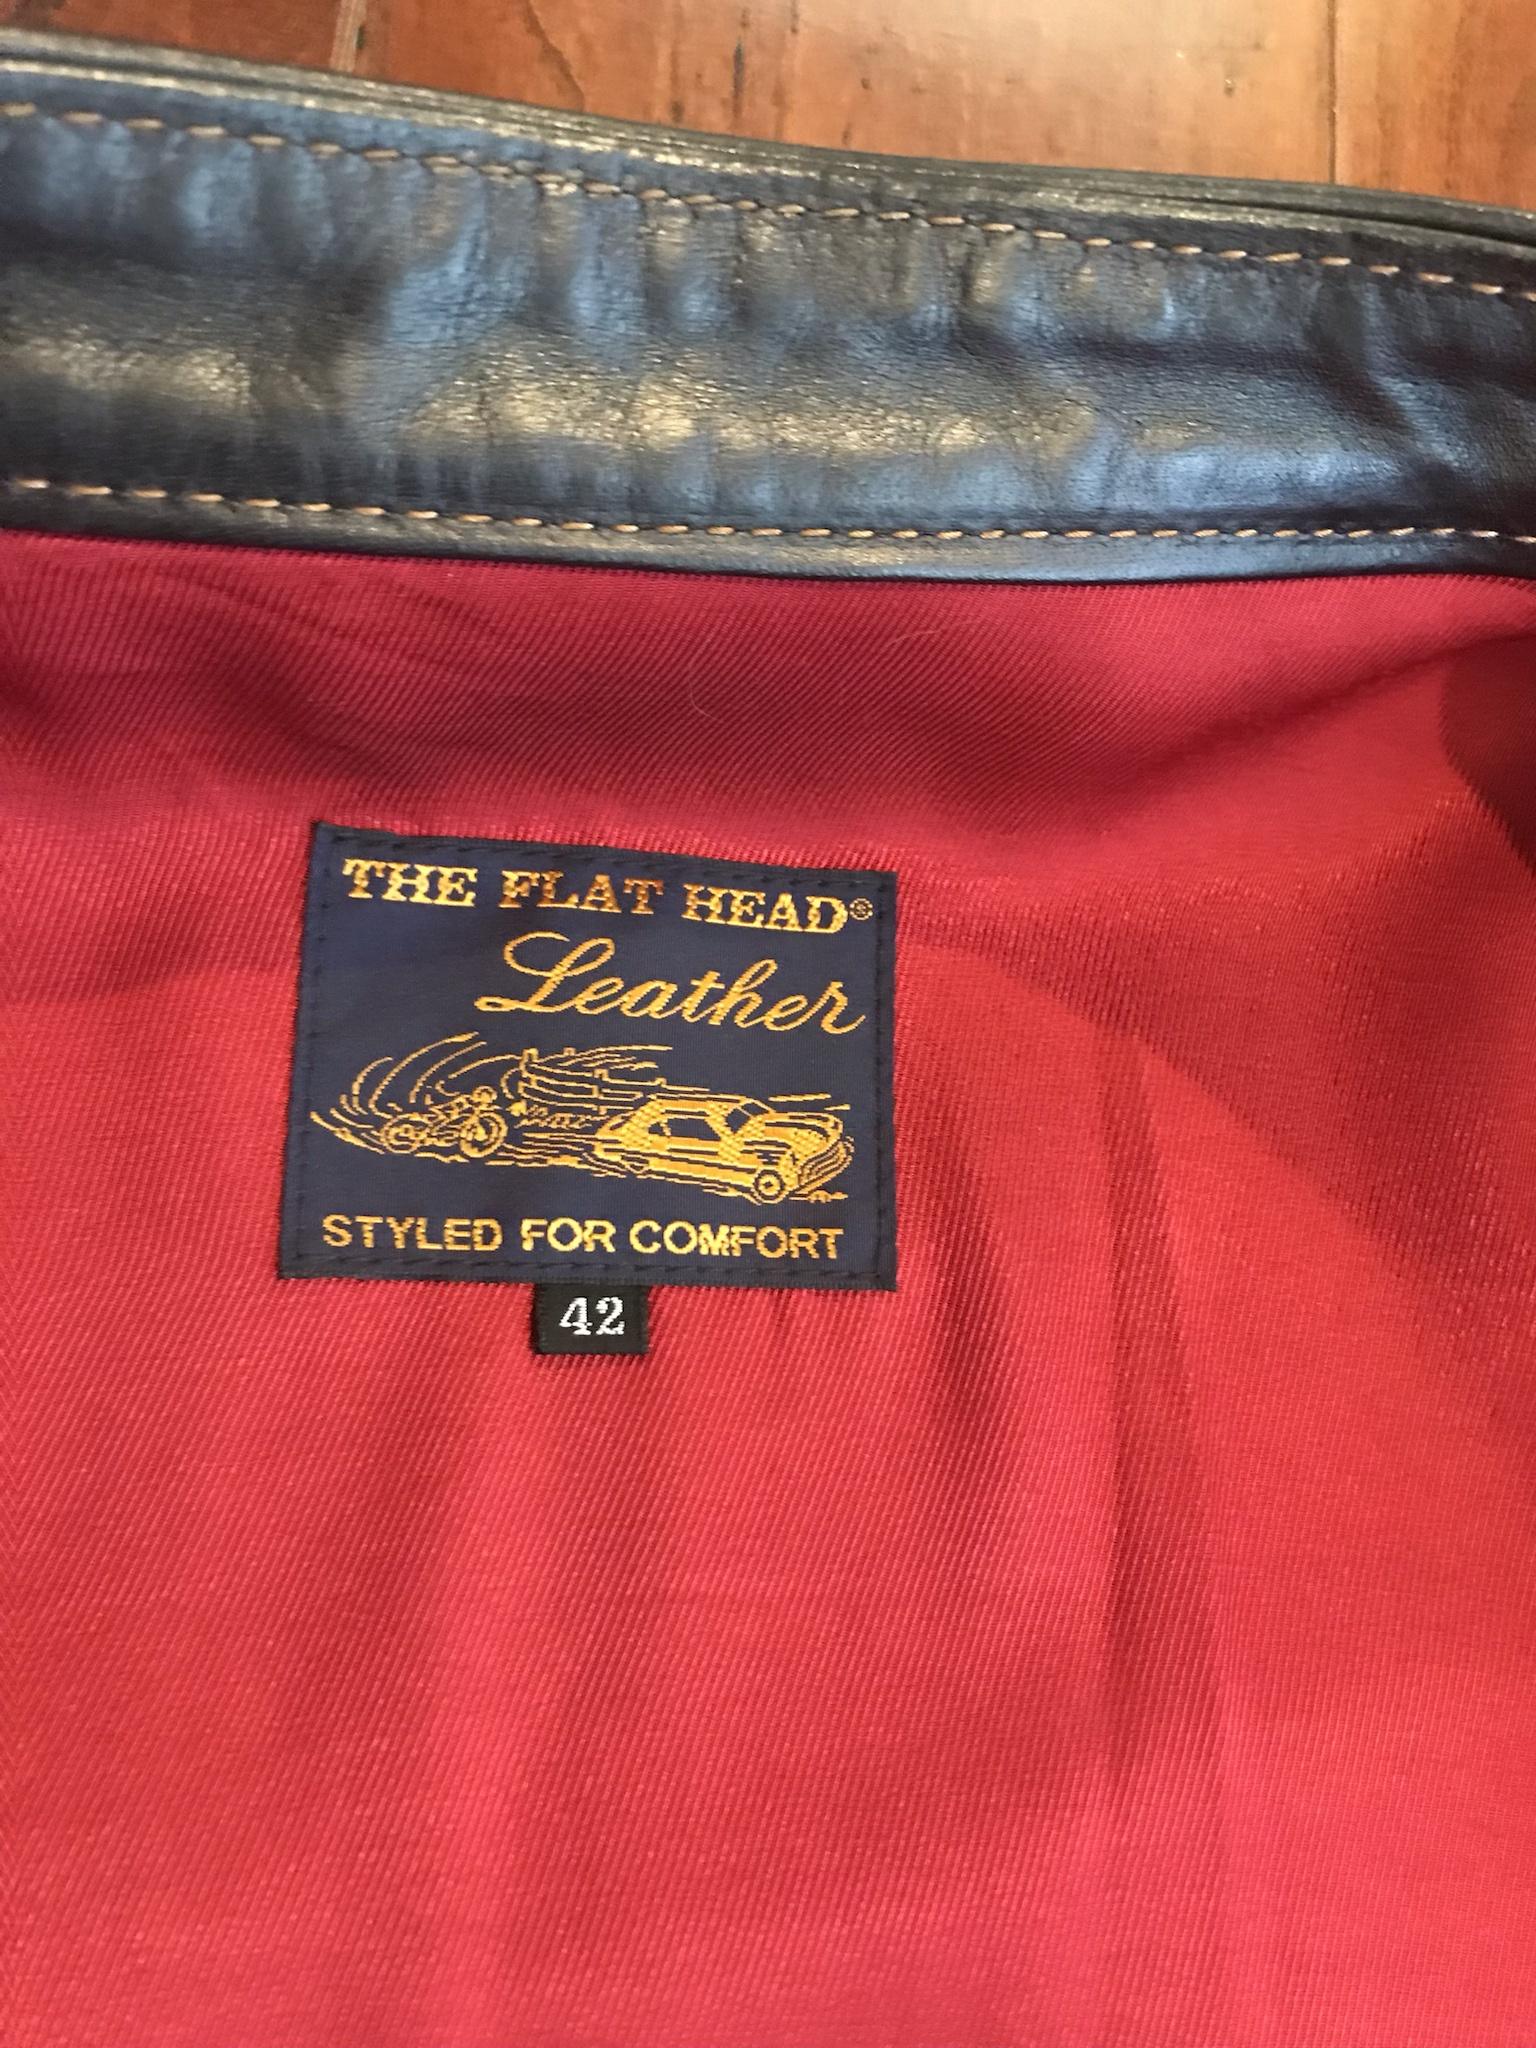 THE FLAT HEAD®
Leather
STYLED FOR COMFORT
42